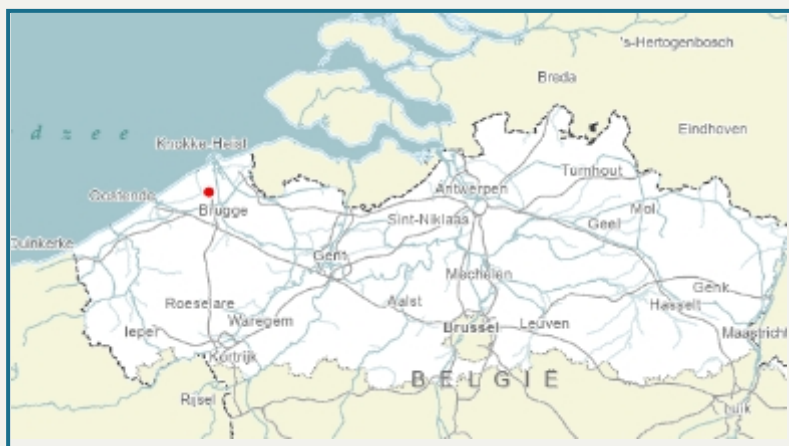 's-Hertogenbosch
Breda
Eindhoven
d z e e
Knokke-Heist
Turnhout
Antwerpen
Oostende
Mol
Brugge
Sint-Niklaas
Geel
Duinkerke
Gent
Mechelen
Genk
Roeselare
Aalst
Hasselt
Waregem
Brussel
Leuven
Ieper
Maastricht
Kortrijk
BELGIË
Rijsel
Luik